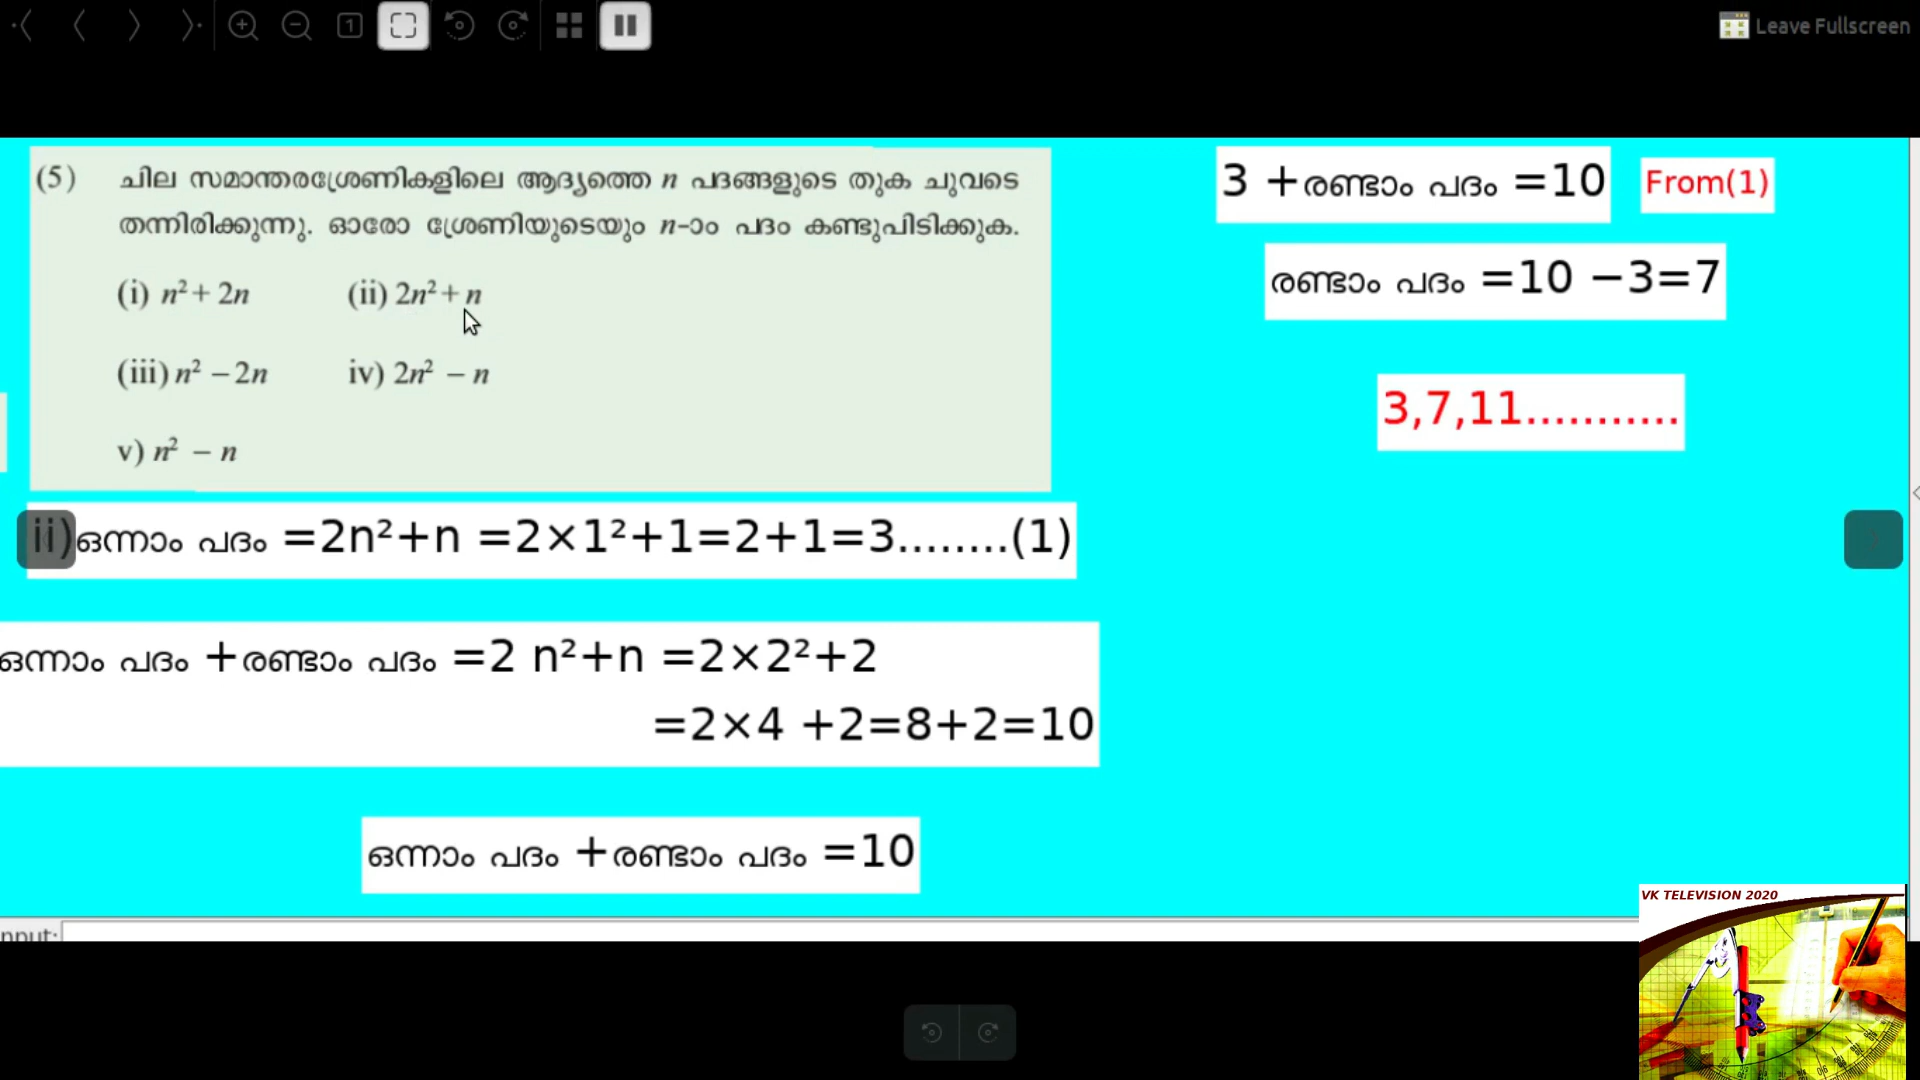 Leave Fullscreen
(5) ചില സമാന്തരശ്രേണികളിലെ ആദ്യത്തെ n പദങ്ങളുടെ തുക ചുവടെ
തന്നിരിക്കുന്നു. ഓരോ ശ്രേണിയുടെയും n-ാം പദം കണ്ടുപിടിക്കുക.
(i) n²+ 2n (ii) 2n²+ n
(iii) n² – 2n iv) 2n² – n
v) n² – n
ii)ഒന്നാം പദം =2n²+n =2×1²+1=2+1=3........(1)
ഒന്നാം പദം +രണ്ടാം പദം =2 n²+n =2×2²+2
=2×4 +2=8+2=10
ഒന്നാം പദം +രണ്ടാം പദം =10
3 +രണ്ടാം പദം =10 From(1)
രണ്ടാം പദം =10 −3=7
3,7,11...........
nput:
VK TELEVISION 2020